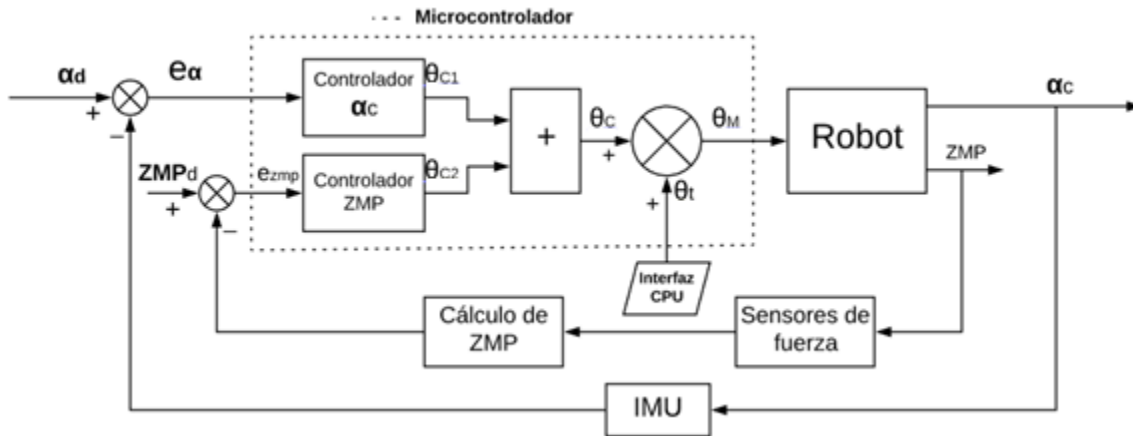 Microcontrolador
αd
+
−
eα
Controlador
αc
θC1
ZMPd
+
−
ezmp
Controlador
ZMP
θC2
+
θC
+
θM
+
θt
Interfaz
CPU
Robot
αc
ZMP
Cálculo de
ZMP
Sensores de
fuerza
IMU